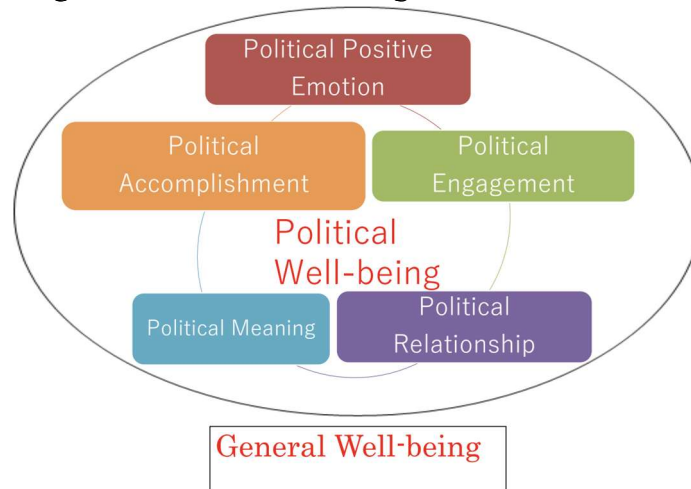 Political Positive
Emotion
Political
Accomplishment
Political
Engagement
Political
Well-being
Political Meaning
Political
Relationship
General Well-being